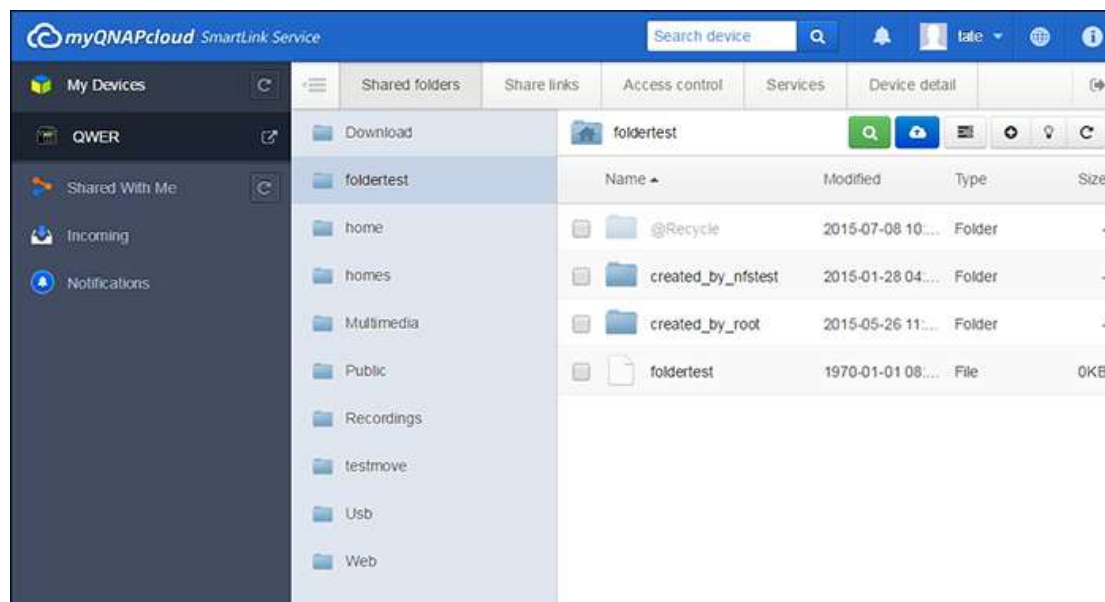 myQNAPcloud SmartLink Service
Search device
tate
My Devices
Shared folders
Share links
Access control
Services
Device detail
QWER
Download
foldertest
Shared With Me
foldertest
Name
Modified
Type
Size
Incoming
home
@Recycle
2015-07-08 10:...
Folder
-
Notifications
homes
created_by_nfstest
2015-01-28 04:...
Folder
-
Multimedia
created_by_root
2015-05-26 11:...
Folder
-
Public
foldertest
1970-01-01 08:...
File
0KB
Recordings
testmove
Usb
Web